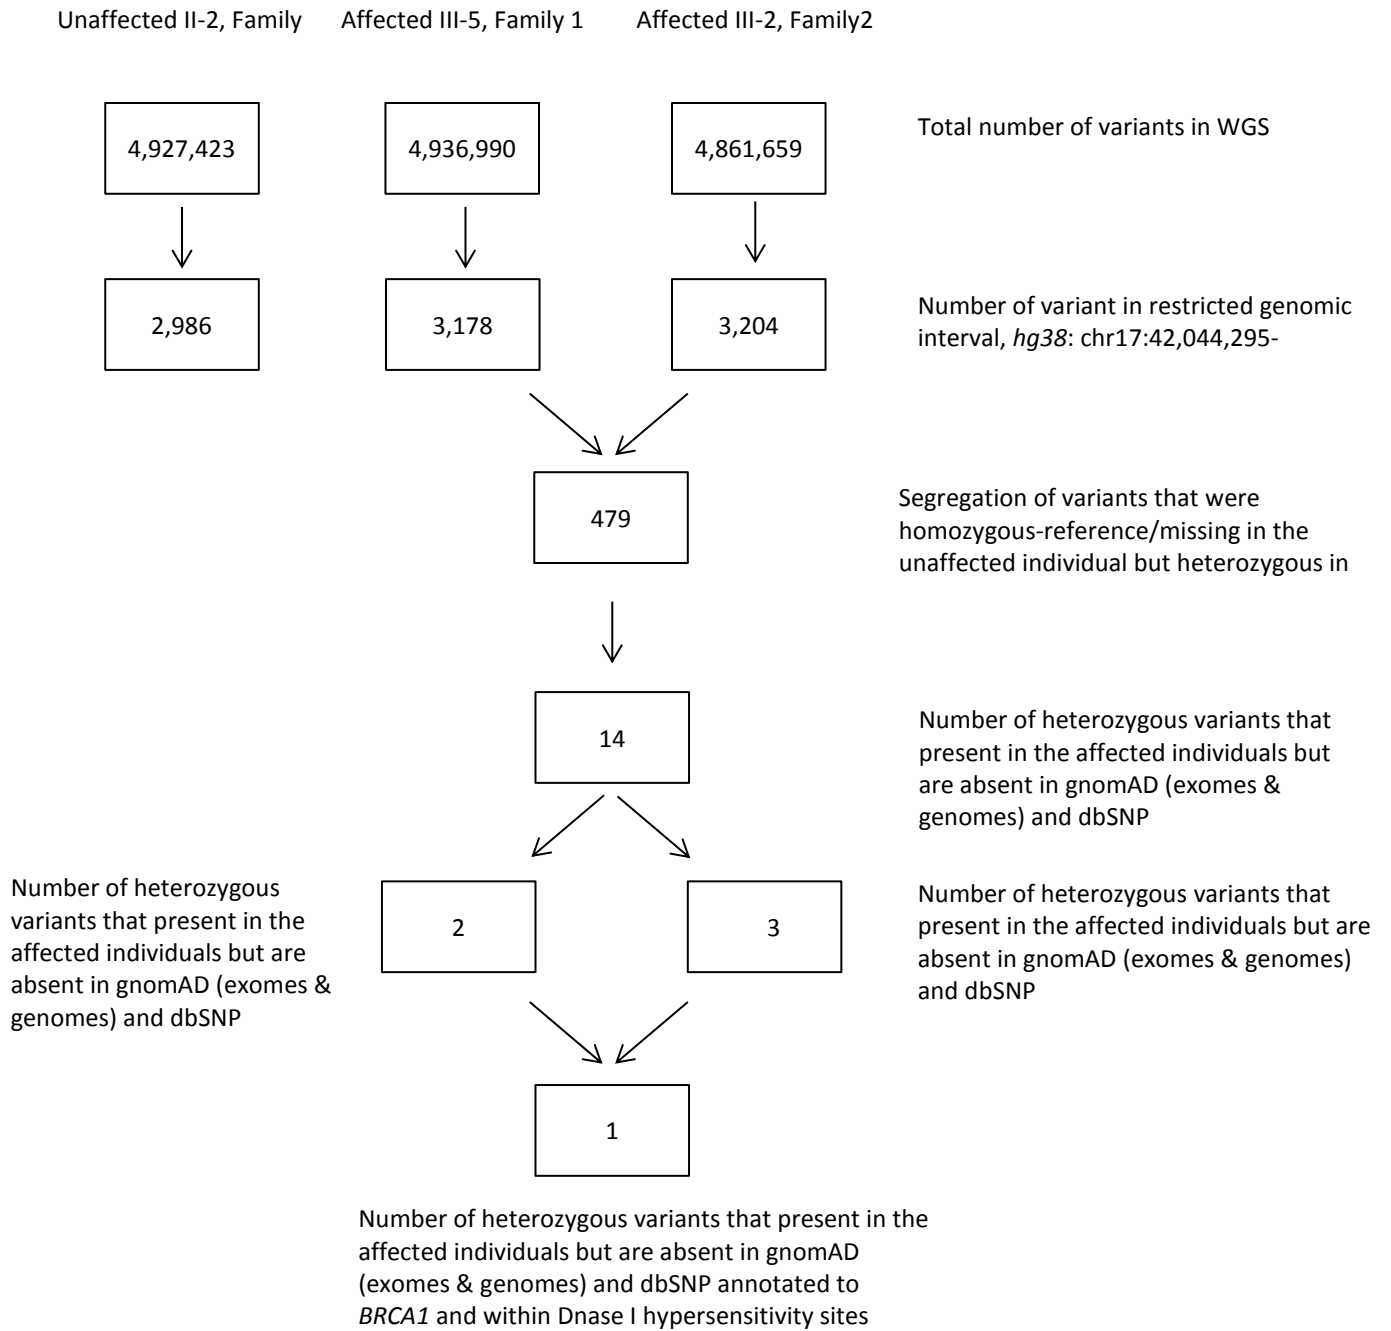 Unaffected II-2, Family
Affected III-5, Family 1
Affected III-2, Family2
4,927,423
4,936,990
4,861,659
Total number of variants in WGS
2,986
3,178
3,204
Number of variant in restricted genomic
interval, hg38: chr17:42,044,295-
479
Segregation of variants that were
homozygous-reference/missing in the
unaffected individual but heterozygous in
14
Number of heterozygous variants that
present in the affected individuals but
are absent in gnomAD (exomes &
genomes) and dbSNP
Number of heterozygous
variants that present in the
affected individuals but are
absent in gnomAD (exomes &
genomes) and dbSNP
2
3
Number of heterozygous variants that
present in the affected individuals but are
absent in gnomAD (exomes & genomes)
and dbSNP
1
Number of heterozygous variants that present in the
affected individuals but are absent in gnomAD
(exomes & genomes) and dbSNP annotated to
BRCA1 and within Dnase I hypersensitivity sites